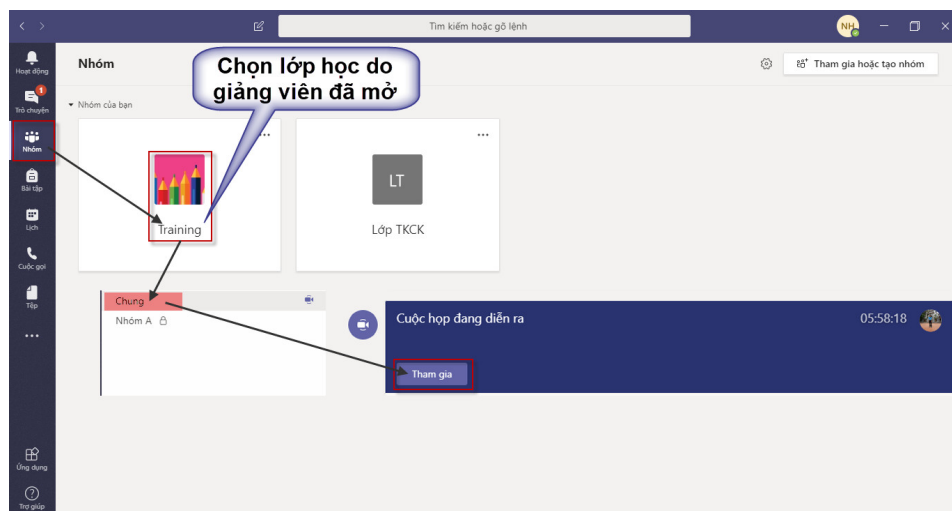 Tìm kiếm hoặc gõ lệnh
NH
Hoạt động
Nhóm
Chọn lớp học do
giảng viên đã mở
Tham gia hoặc tạo nhóm
1
Trò chuyện
Nhóm của bạn
Nhóm
Bài tập
LT
Lịch
Training
Lớp TKCK
Cuộc gọi
Tệp
Chung
Nhóm A
Cuộc họp đang diễn ra
05:58:18
Tham gia
Ứng dụng
Trợ giúp